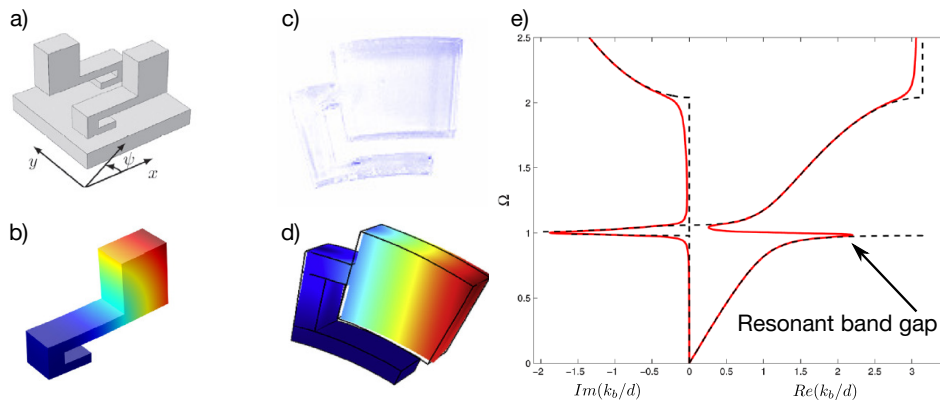 a)
y
ψ
x
b)
c)
d)
e)
2.5
2
1.5
1
0.5
0
Ω
Resonant band gap
-2 -1.5 -1 -0.5 0 0.5 1 1.5 2 2.5 3
Im(k_b/d) Re(k_b/d)